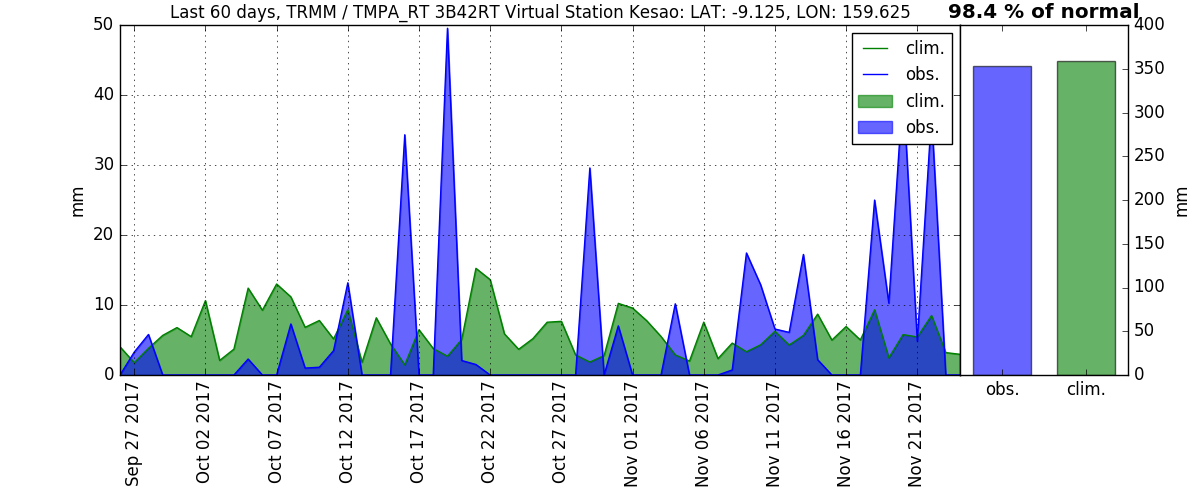 Last 60 days, TRMM / TMPA_RT 3B42RT Virtual Station Kesao: LAT: -9.125, LON: 159.625
98.4 % of normal
50
40
30
20
10
0
mm
clim.
obs.
clim.
obs.
400
350
300
250
200
150
100
50
0
mm
obs.
clim.
Sep 27 2017
Oct 02 2017
Oct 07 2017
Oct 12 2017
Oct 17 2017
Oct 22 2017
Oct 27 2017
Nov 01 2017
Nov 06 2017
Nov 11 2017
Nov 16 2017
Nov 21 2017